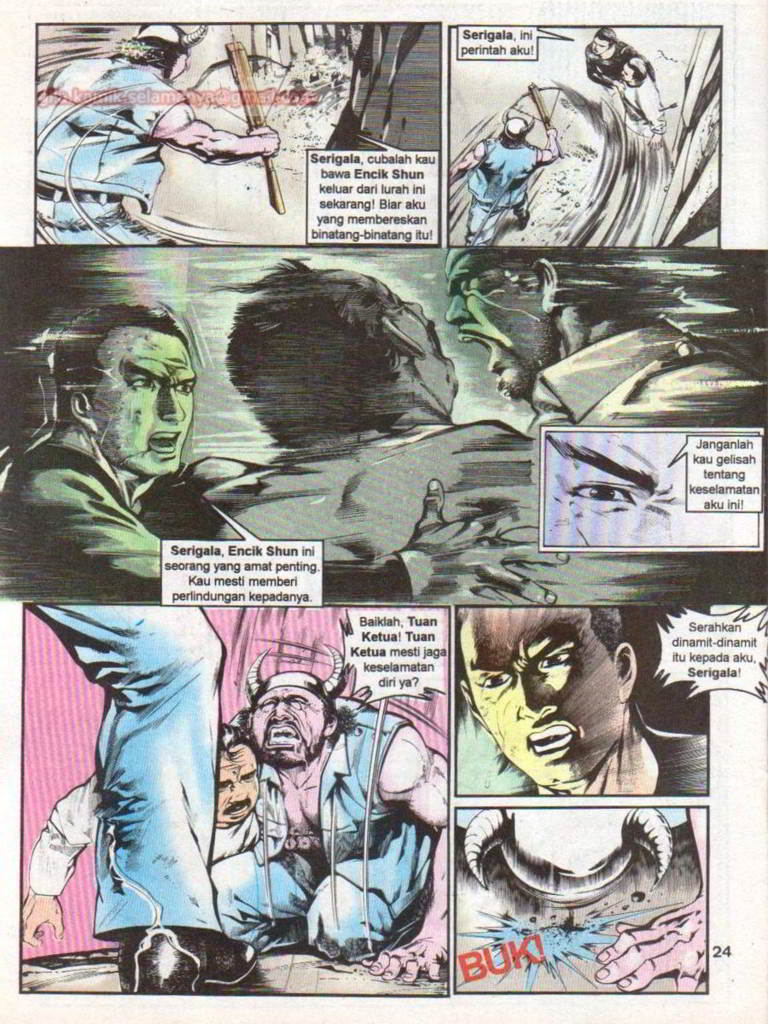 Serigala, cubalah kau
bawa Encik Shun
keluar dari lurah ini
sekarang! Biar aku
yang membereskan
binatang-binatang itu!
Serigala, ini
perintah aku!
Serigala, Encik Shun ini
seorang yang amat penting.
Kau mesti memberi
perlindungan kepadanya.
Janganlah
kau gelisah
tentang
keselamatan
aku ini!
Baiklah, Tuan
Ketua! Tuan
Ketua mesti jaga
keselamatan
diri ya?
Serahkan
dinamit-dinamit
itu kepada aku,
Serigala!
BUK!
24